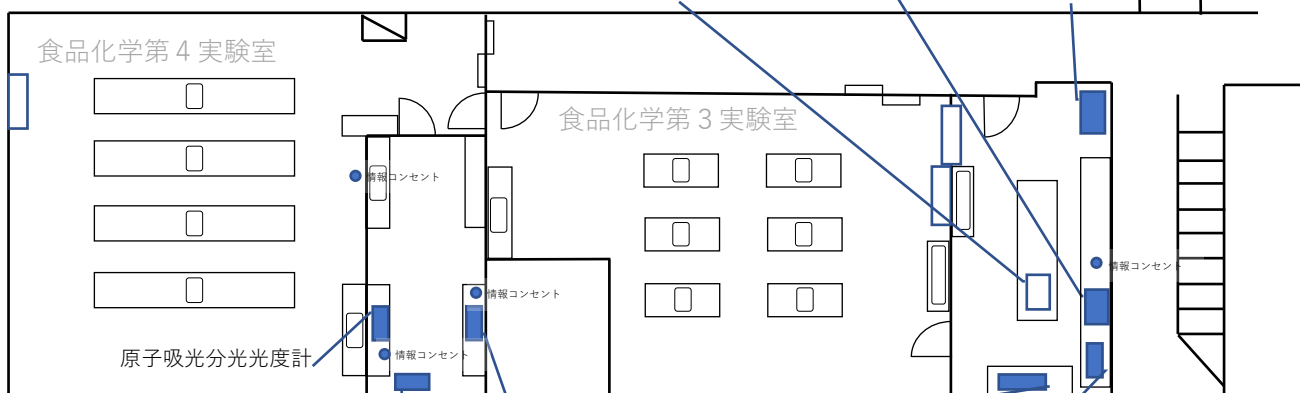 食品化学第４実験室
食品化学第３実験室
情報コンセント
情報コンセント
情報コンセント
情報コンセント
原子吸光分光光度計